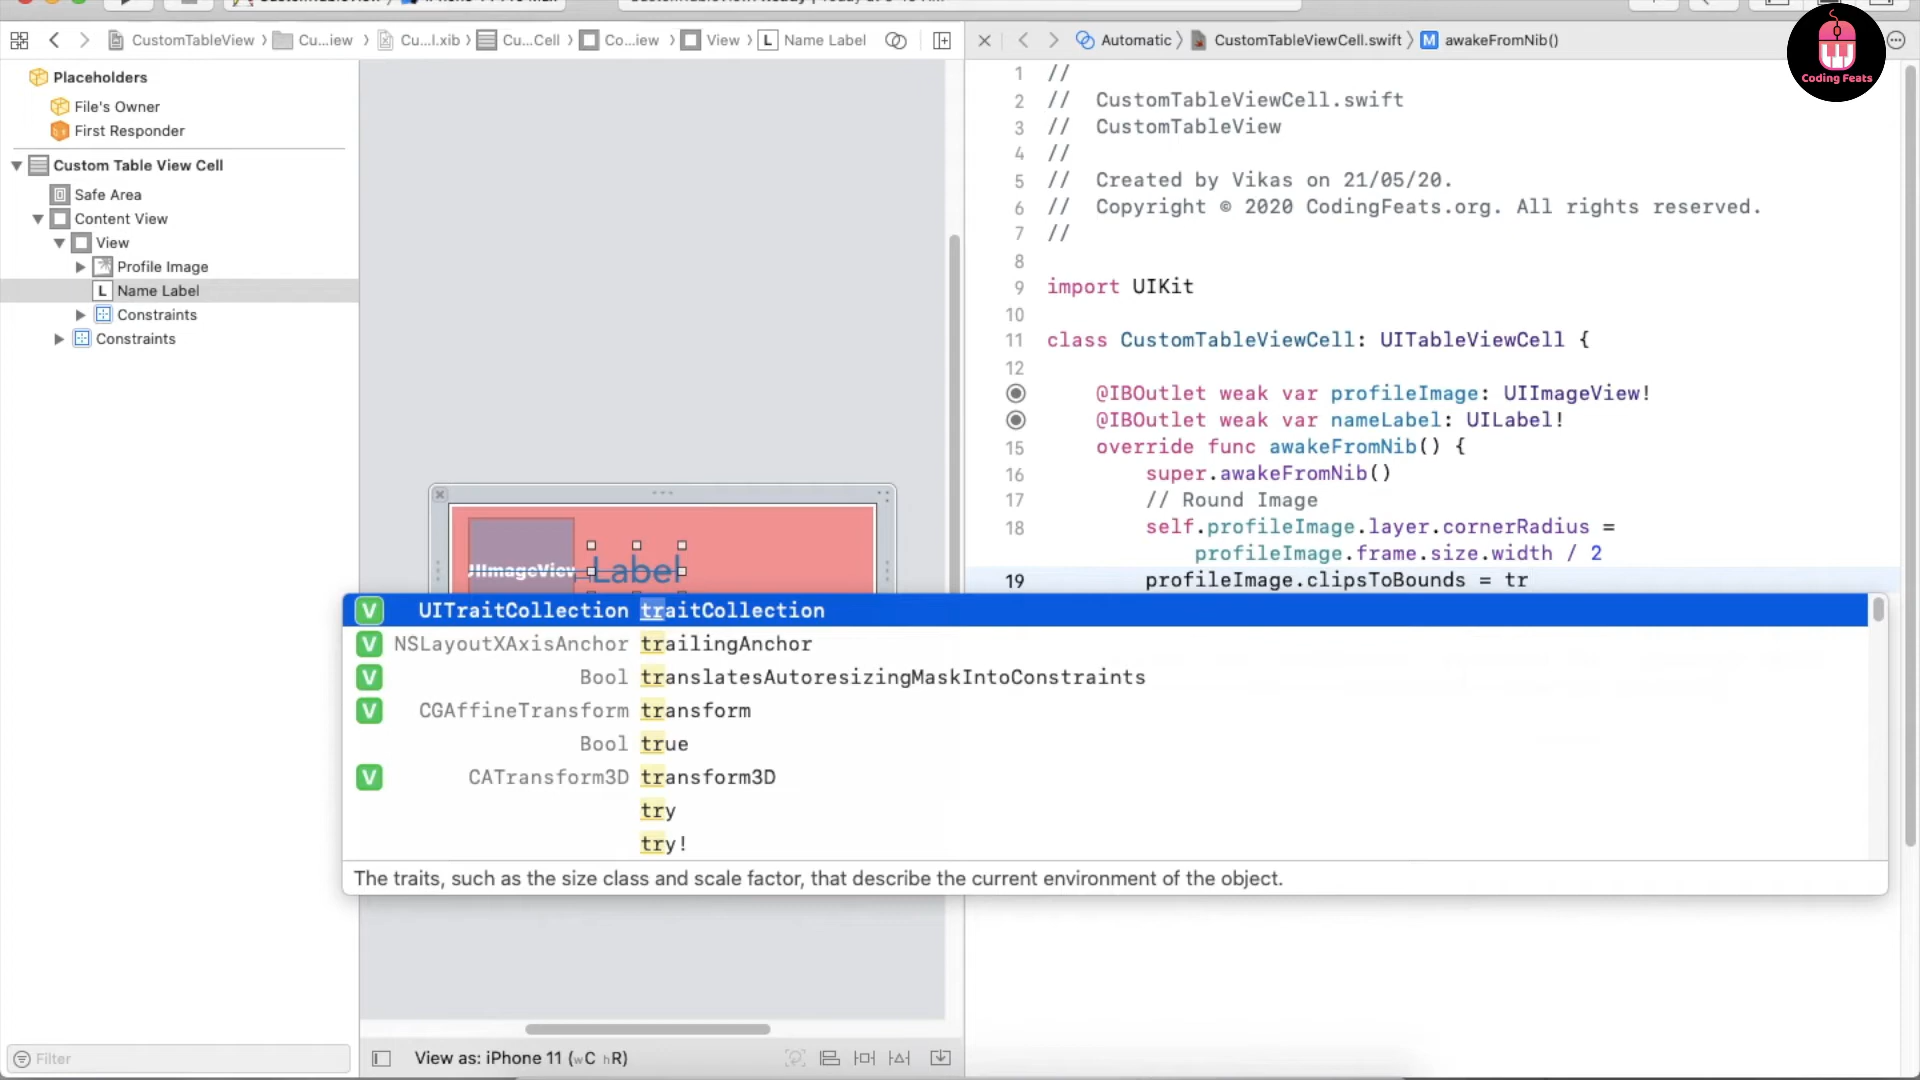 CustomTableView
Cu...iew
Cu...l.xib
Cu...Cell
Co...iew
View
L
Name Label
Automatic
CustomTableViewCell.swift
M
awakeFromNib()
Coding Feats
Placeholders
File's Owner
First Responder
Custom Table View Cell
Safe Area
Content View
View
Profile Image
L Name Label
Constraints
Constraints
UIImageView
Label
1 //
2 // CustomTableViewCell.swift
3 // CustomTableView
4 //
5 // Created by Vikas on 21/05/20.
6 // Copyright © 2020 CodingFeats.org. All rights reserved.
7 //
8
9 import UIKit
10
11 class CustomTableViewCell: UITableViewCell {
12
@IBOutlet weak var profileImage: UIImageView!
@IBOutlet weak var nameLabel: UILabel!
15 override func awakeFromNib() {
16 super.awakeFromNib()
17 // Round Image
18 self.profileImage.layer.cornerRadius =
profileImage.frame.size.width / 2
19 profileImage.clipsToBounds = tr
V UITraitCollection traitCollection
V NSLayoutXAxisAnchor trailingAnchor
V Bool translatesAutoresizingMaskIntoConstraints
V CGAffineTransform transform
Bool true
V CATransform3D transform3D
try
try!
The traits, such as the size class and scale factor, that describe the current environment of the object.
Filter
View as: iPhone 11 (wC hR)